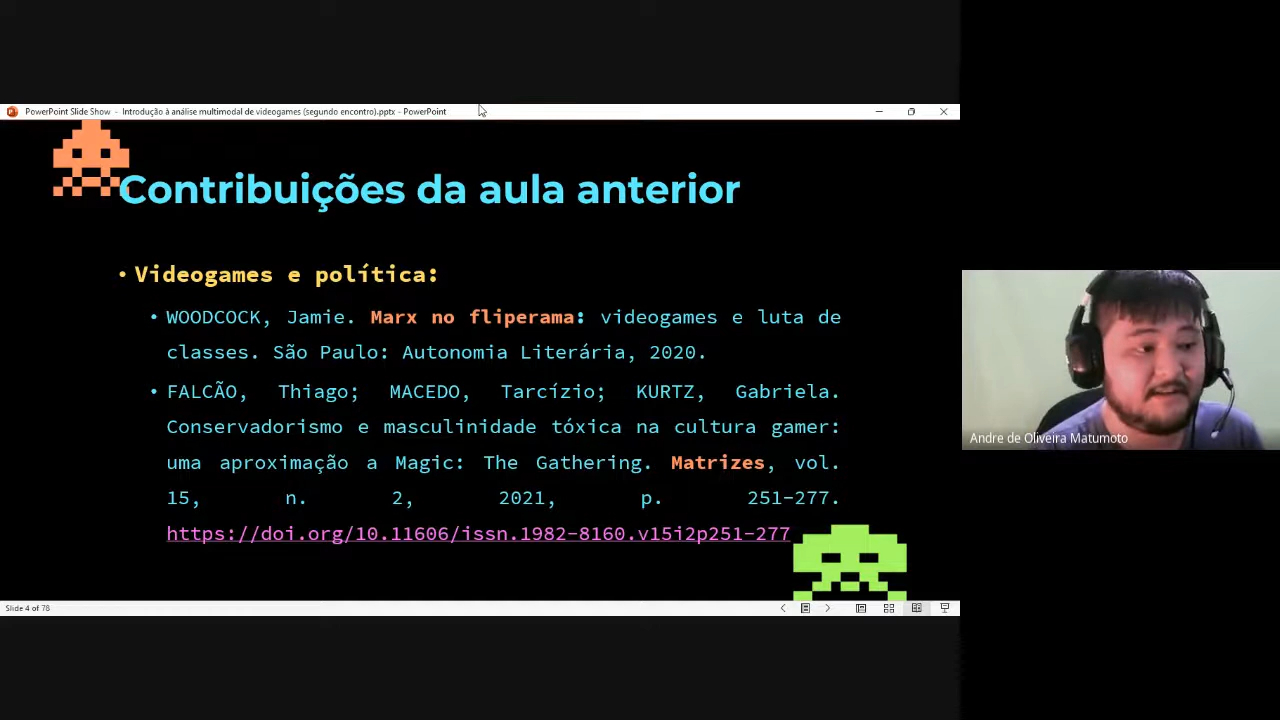 PowerPoint Slide Show - Introdução à análise multimodal de videogames (segundo encontro).pptx - PowerPoint
Contribuições da aula anterior
• Videogames e política:
• WOODCOCK, Jamie. Marx no fliperama: videogames e luta de
classes. São Paulo: Autonomia Literária, 2020.
• FALCÃO, Thiago; MACEDO, Tarcízio; KURTZ, Gabriela.
Conservadorismo e masculinidade tóxica na cultura gamer:
uma aproximação a Magic: The Gathering. Matrizes, vol.
15, n. 2, 2021, p. 251-277.
https://doi.org/10.11606/issn.1982-8160.v15i2p251-277
Andre de Oliveira Matumoto
Slide 4 of 78